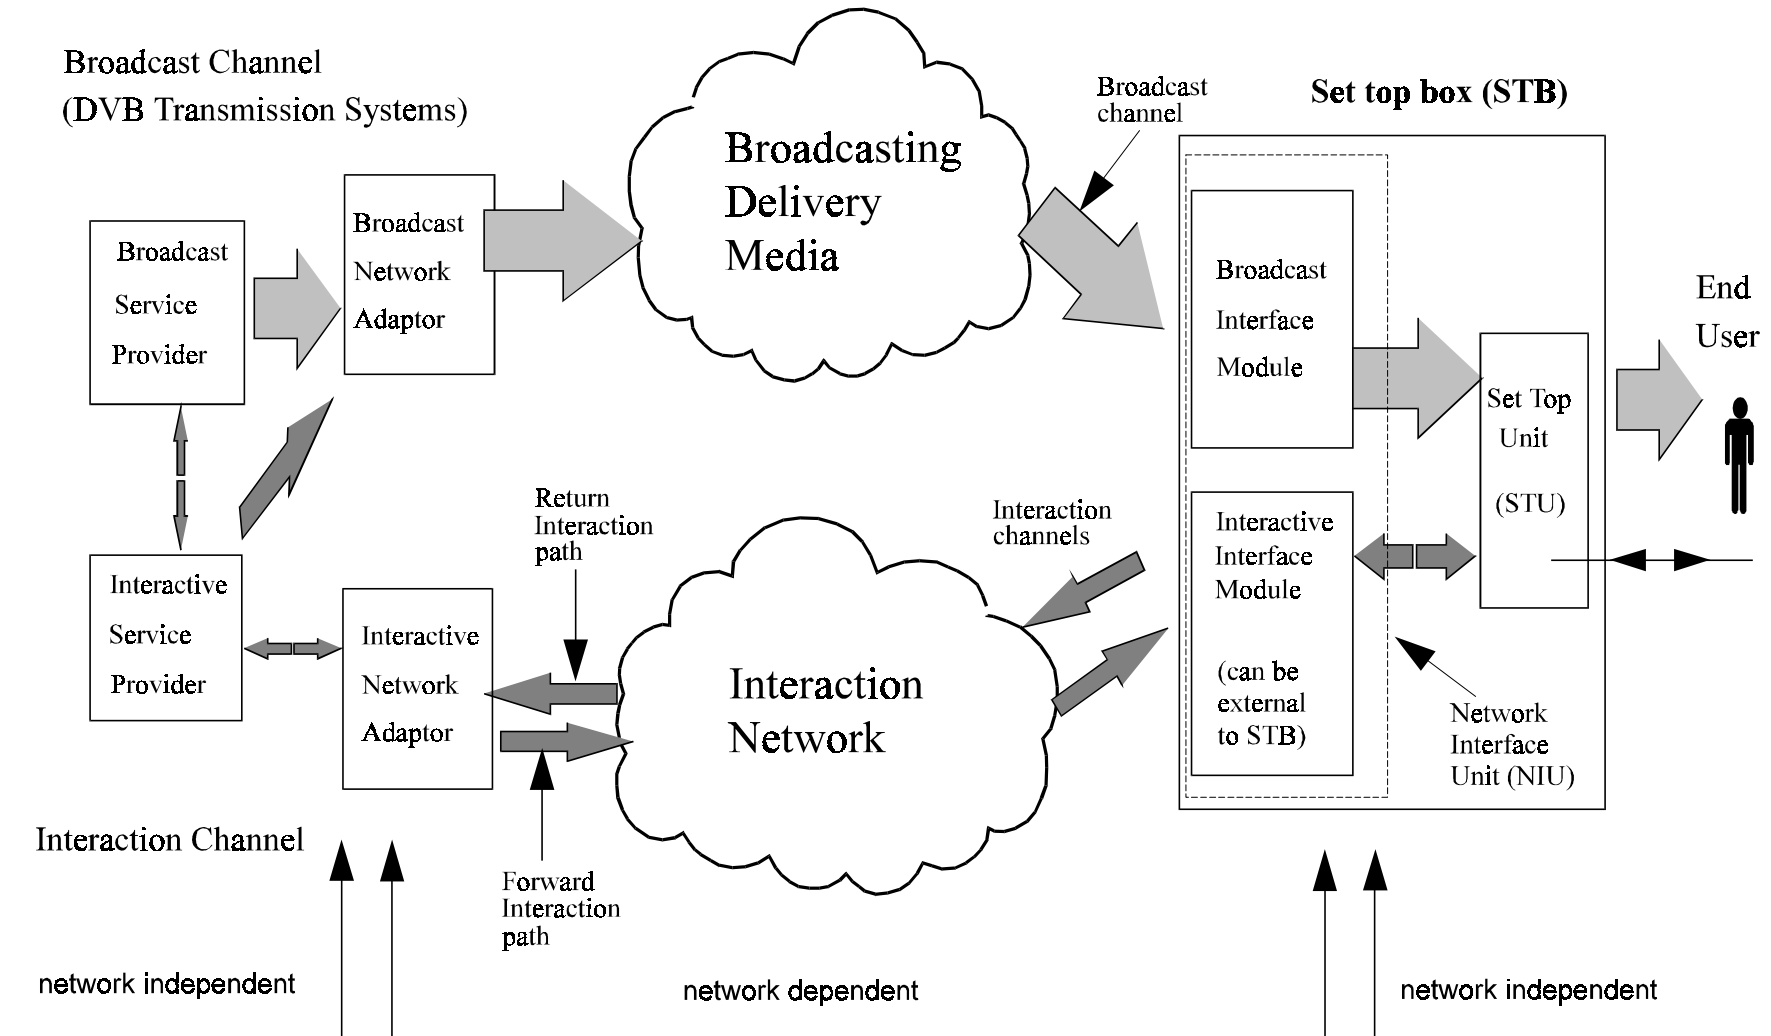 Broadcast Channel
(DVB Transmission Systems)
Broadcast
Service
Provider
Broadcast
Network
Adaptor
Broadcasting
Delivery
Media
Broadcast
channel
Set top box (STB)
Broadcast
Interface
Module
Set Top
Unit
(STU)
End
User
Interactive
Service
Provider
Interactive
Network
Adaptor
Return
Interaction
path
Forward
Interaction
path
Interaction
Network
Interaction
channels
Interactive
Interface
Module
(can be
external
to STB)
Network
Interface
Unit (NIU)
Interaction Channel
network independent
network dependent
network independent